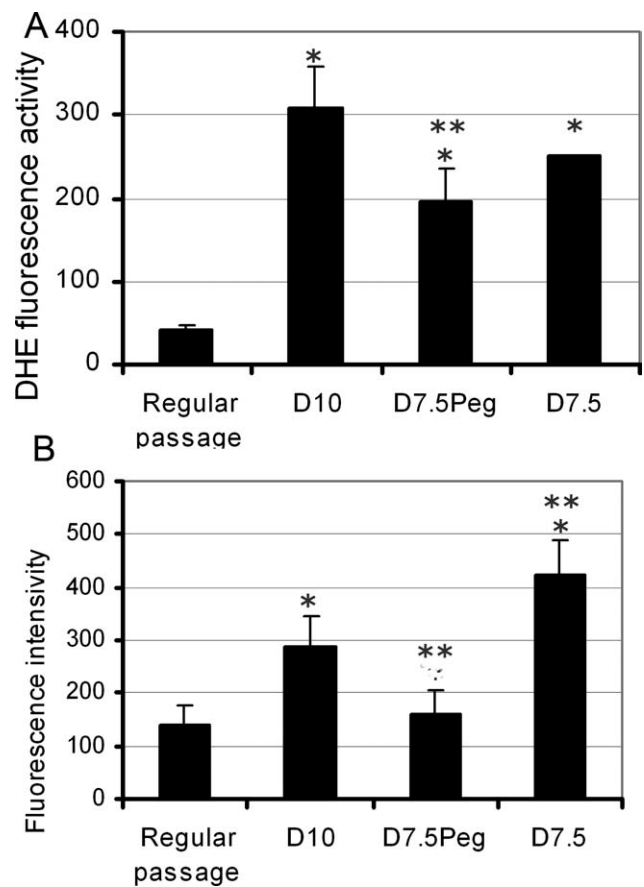 A
DHE fluorescence activity
400
300
200
100
0
*
**
*
*
Regular passage
D10
D7.5Peg
D7.5
B
Fluorescence intensivity
600
500
400
300
200
100
0
*
**
**
*
Regular passage
D10
D7.5Peg
D7.5